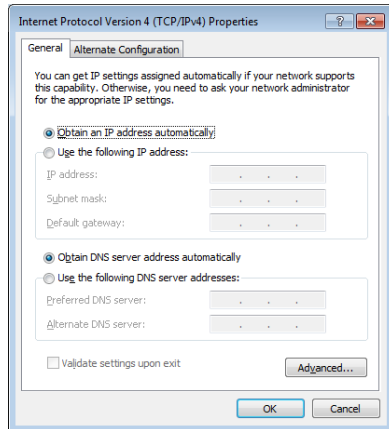 Internet Protocol Version 4 (TCP/IPv4) Properties
General
Alternate Configuration
You can get IP settings assigned automatically if your network supports
this capability. Otherwise, you need to ask your network administrator
for the appropriate IP settings.
Obtain an IP address automatically
Use the following IP address:
IP address:
Subnet mask:
Default gateway:
Obtain DNS server address automatically
Use the following DNS server addresses:
Preferred DNS server:
Alternate DNS server:
Validate settings upon exit
Advanced...
OK
Cancel